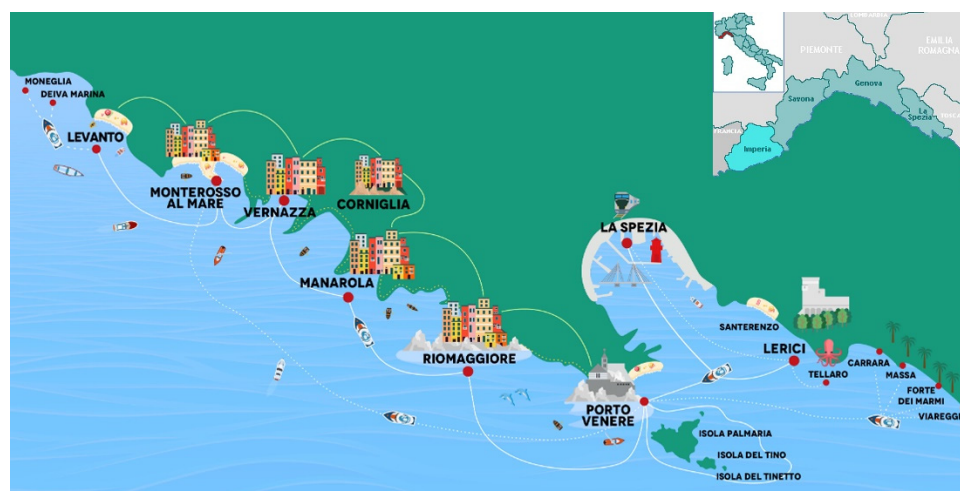 MONEGLIA
DEIVA MARINA
LEVANTO
MONTEROSSO
AL MARE
VERNAZZA
CORNIGLIA
MANAROLA
RIOMAGGIORE
PORTO
VENERE
LA SPEZIA
SANTERENZO
LERICI
TELLARO
CARRARA
MASSA
FORTE
DEI MARMI
VIAREGGI
ISOLA PALMARIA
ISOLA DEL TINO
ISOLA DEL TINETTO
PIEMONTE
EMILIA
ROMAGNA
Genova
Savona
La
Spezia
Imperia